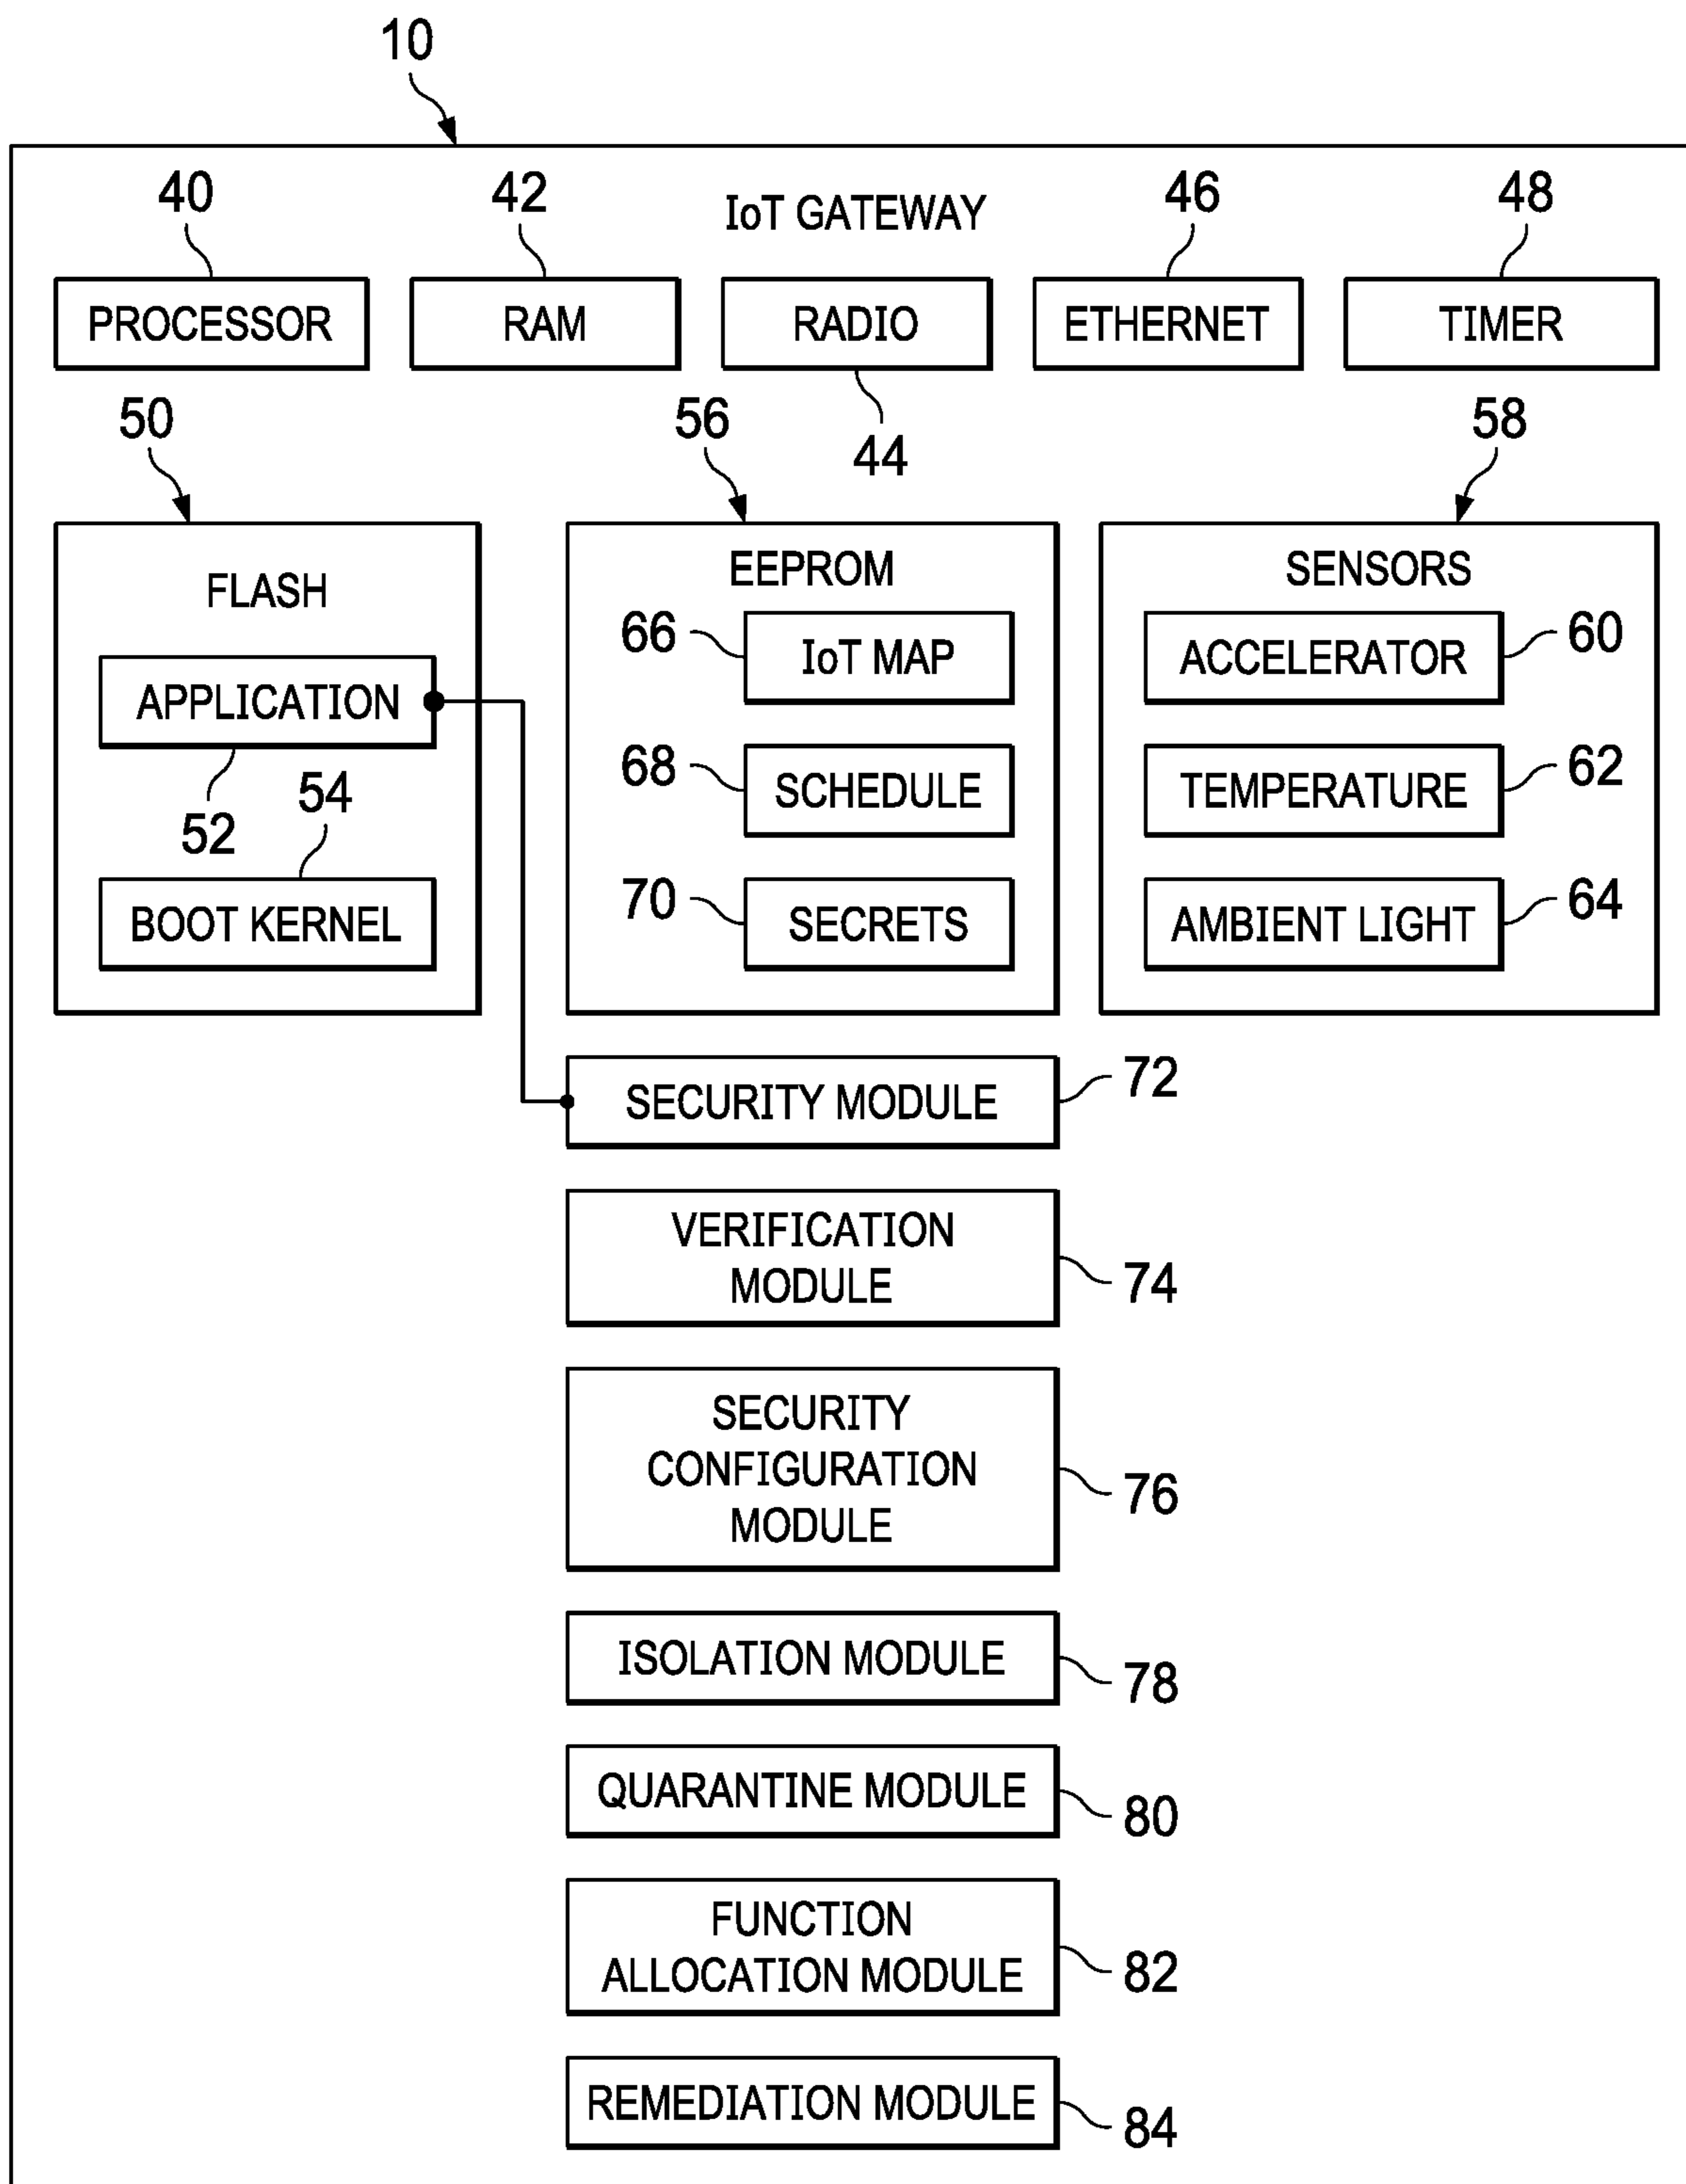 10
40
42
IoT GATEWAY
46
48
PROCESSOR
RAM
RADIO
ETHERNET
TIMER
50
56
44
58
FLASH
APPLICATION
52
54
BOOT KERNEL
EEPROM
66
IoT MAP
68
SCHEDULE
70
SECRETS
SENSORS
ACCELERATOR
60
TEMPERATURE
62
AMBIENT LIGHT
64
SECURITY MODULE
72
VERIFICATION
MODULE
74
SECURITY
CONFIGURATION
MODULE
76
ISOLATION MODULE
78
QUARANTINE MODULE
80
FUNCTION
ALLOCATION MODULE
82
REMEDIATION MODULE
84